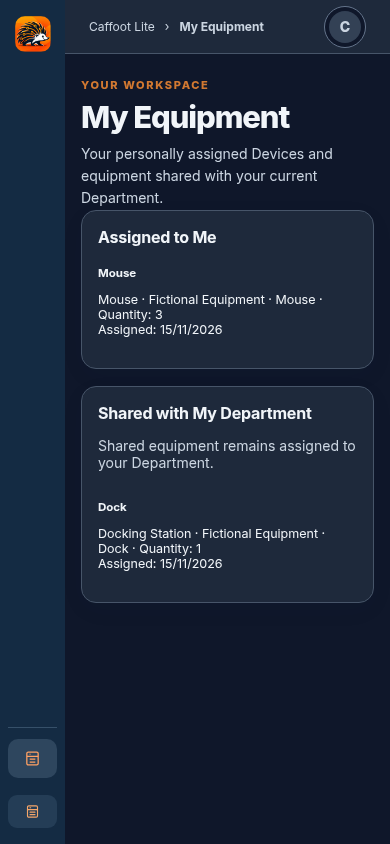 Caffoot Lite › My Equipment
C
YOUR WORKSPACE
My Equipment
Your personally assigned Devices and
equipment shared with your current
Department.
Assigned to Me
Mouse
Mouse · Fictional Equipment · Mouse ·
Quantity: 3
Assigned: 15/11/2026
Shared with My Department
Shared equipment remains assigned to
your Department.
Dock
Docking Station · Fictional Equipment ·
Dock · Quantity: 1
Assigned: 15/11/2026